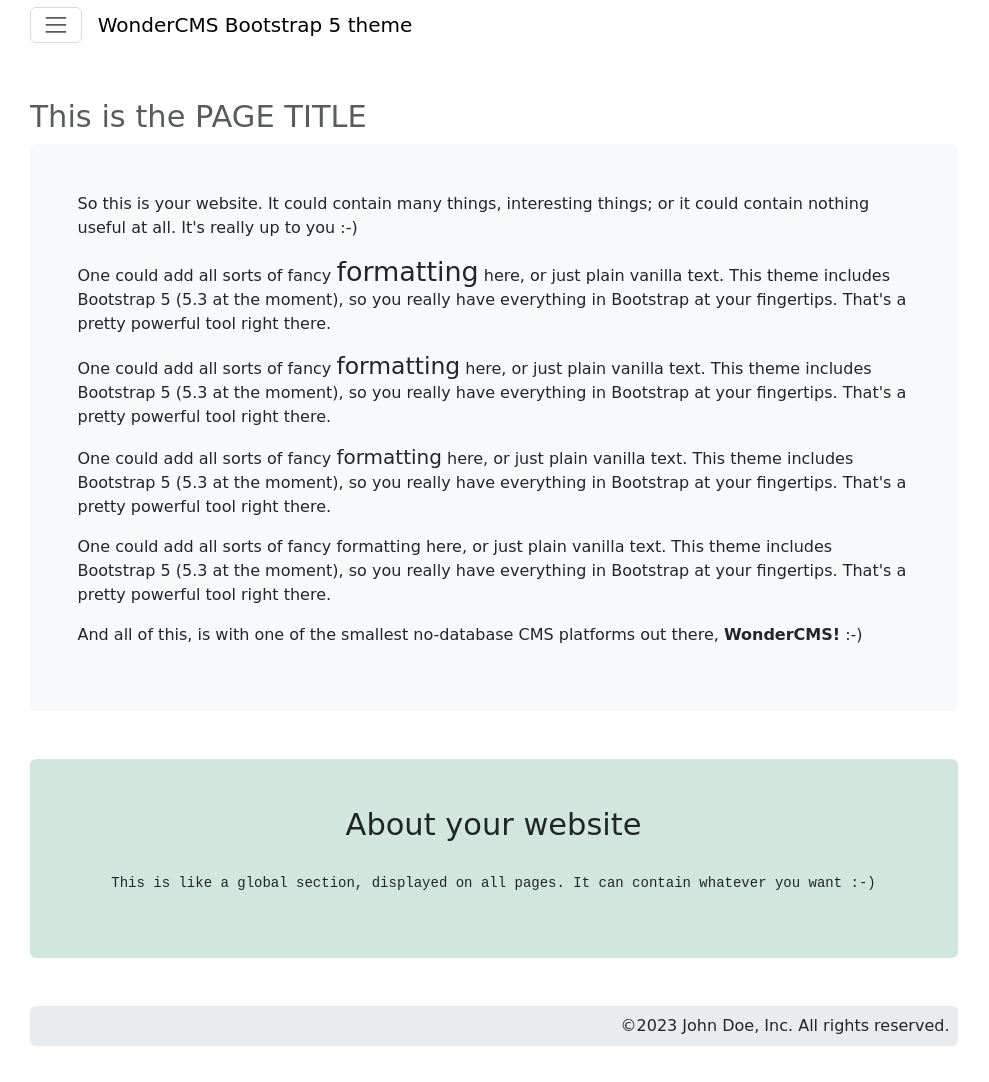 WonderCMS Bootstrap 5 theme
This is the PAGE TITLE
So this is your website. It could contain many things, interesting things; or it could contain nothing
useful at all. It's really up to you :-)
One could add all sorts of fancy formatting here, or just plain vanilla text. This theme includes
Bootstrap 5 (5.3 at the moment), so you really have everything in Bootstrap at your fingertips. That's a
pretty powerful tool right there.
One could add all sorts of fancy formatting here, or just plain vanilla text. This theme includes
Bootstrap 5 (5.3 at the moment), so you really have everything in Bootstrap at your fingertips. That's a
pretty powerful tool right there.
One could add all sorts of fancy formatting here, or just plain vanilla text. This theme includes
Bootstrap 5 (5.3 at the moment), so you really have everything in Bootstrap at your fingertips. That's a
pretty powerful tool right there.
One could add all sorts of fancy formatting here, or just plain vanilla text. This theme includes
Bootstrap 5 (5.3 at the moment), so you really have everything in Bootstrap at your fingertips. That's a
pretty powerful tool right there.
And all of this, is with one of the smallest no-database CMS platforms out there, WonderCMS! :-)
About your website
This is like a global section, displayed on all pages. It can contain whatever you want :-)
©2023 John Doe, Inc. All rights reserved.